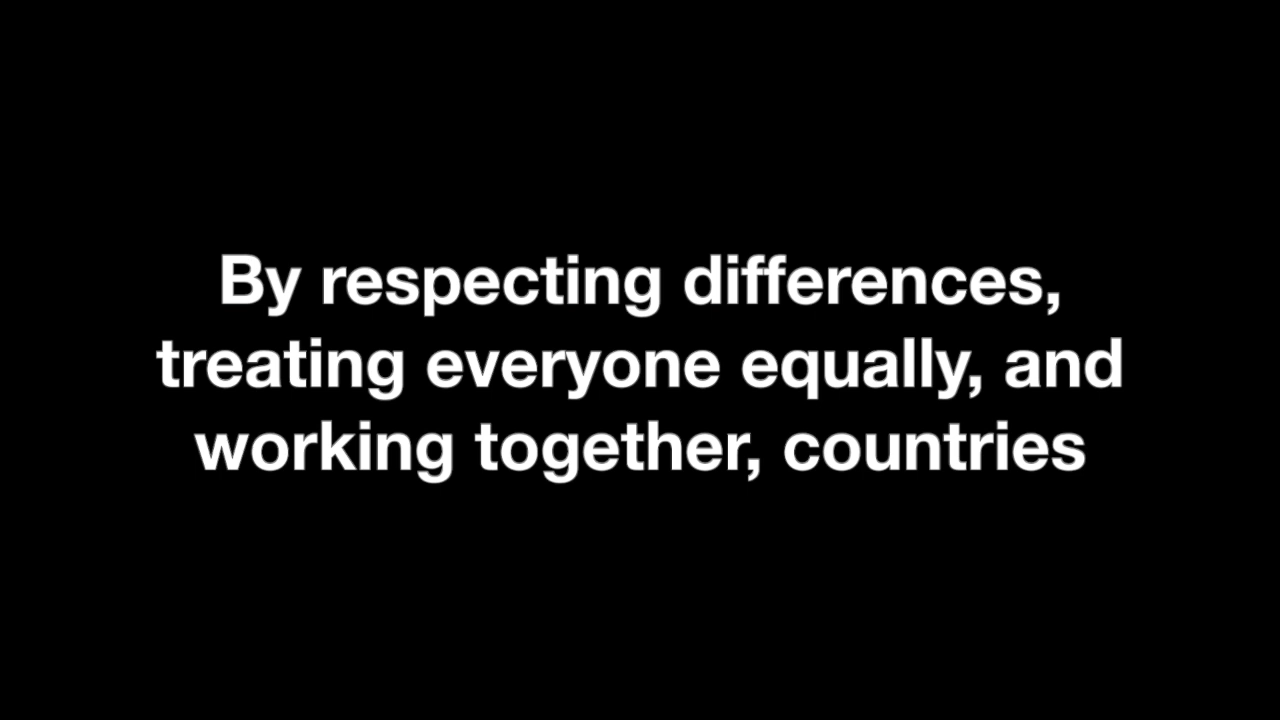 By respecting differences,
treating everyone equally, and
working together, countries